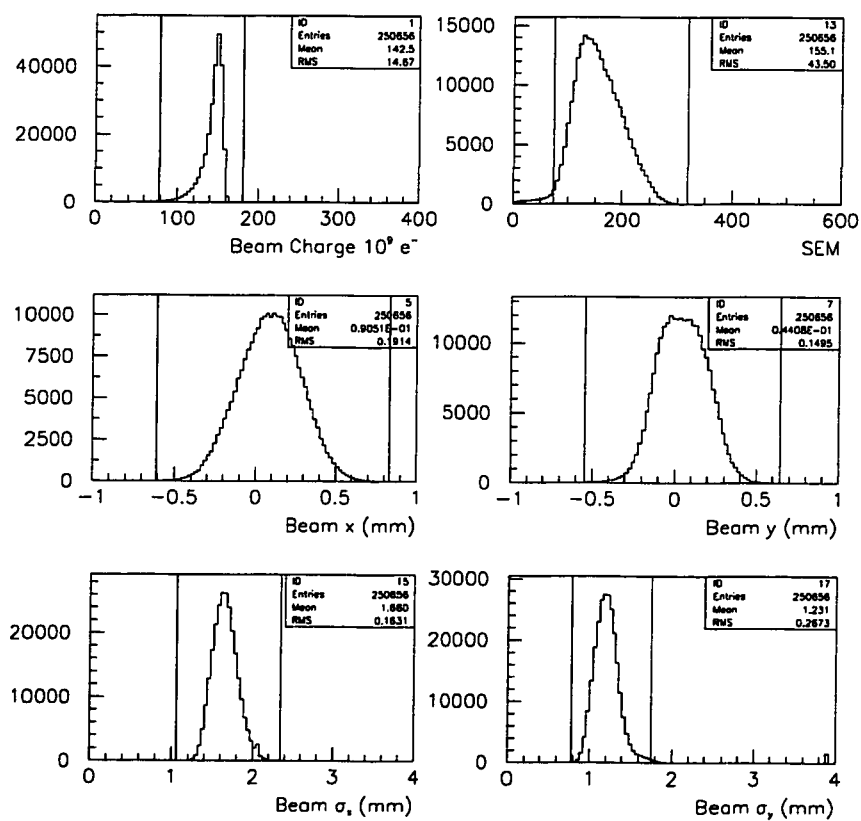 ID 1
Entries 250656
Mean 142.5
RMS 14.67
40000
20000
0
0 100 200 300 400
Beam Charge 10⁹ e⁻
ID 13
Entries 250656
Mean 155.1
RMS 43.50
15000
10000
5000
0
0 200 400 600
SEM
ID 5
Entries 250656
Mean 0.9051E-01
RMS 0.1914
10000
7500
5000
2500
0
−1 −0.5 0 0.5 1
Beam x (mm)
ID 7
Entries 250656
Mean 0.4408E-01
RMS 0.1495
10000
5000
0
−1 −0.5 0 0.5 1
Beam y (mm)
ID 15
Entries 250656
Mean 1.660
RMS 0.1631
20000
10000
0
0 1 2 3 4
Beam σₓ (mm)
ID 17
Entries 250656
Mean 1.231
RMS 0.2673
30000
20000
10000
0
0 1 2 3 4
Beam σᵧ (mm)